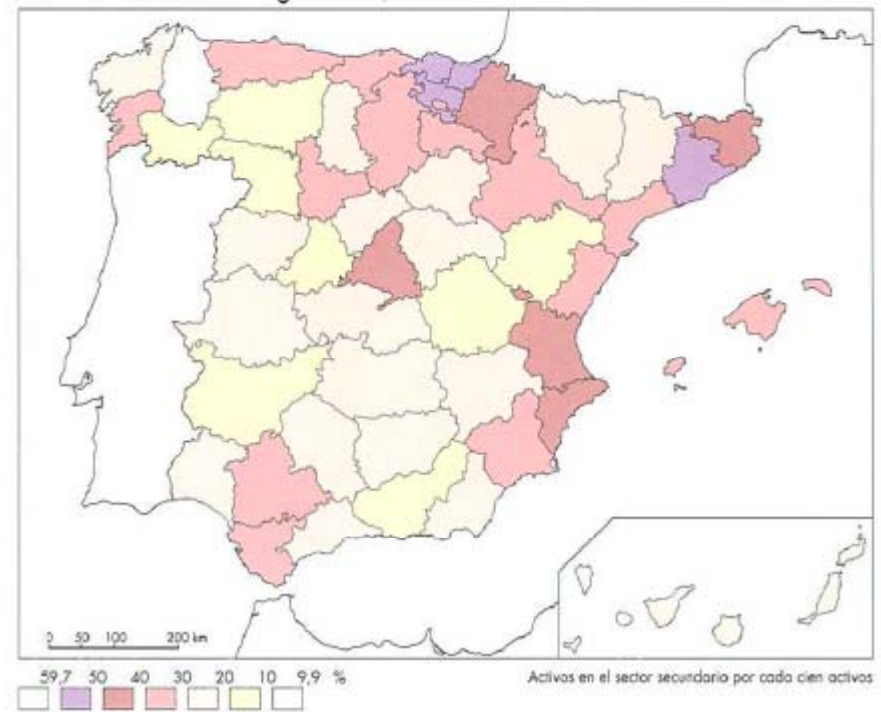 0 50 100 200 km
59,7 50 40 30 20 10 9,9 %
Activos en el sector secundario por cada cien activos